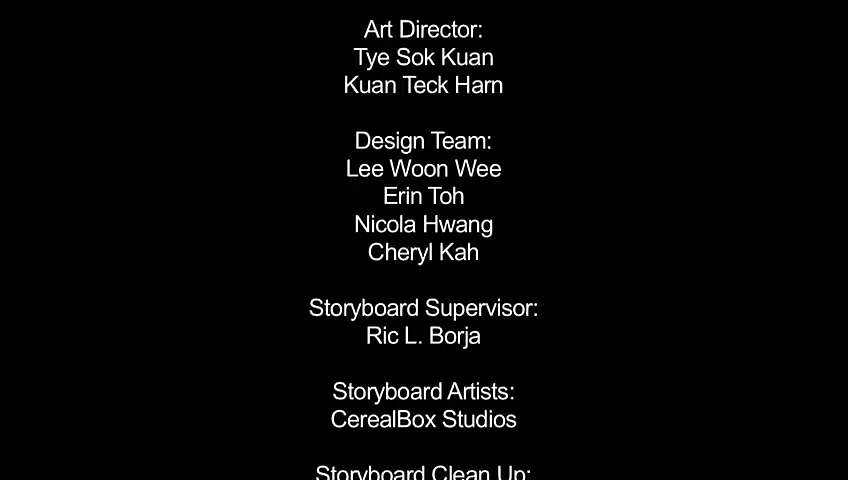 Art Director:
Tye Sok Kuan
Kuan Teck Harn
Design Team:
Lee Woon Wee
Erin Toh
Nicola Hwang
Cheryl Kah
Storyboard Supervisor:
Ric L. Borja
Storyboard Artists:
CerealBox Studios
Storyboard Clean Up: